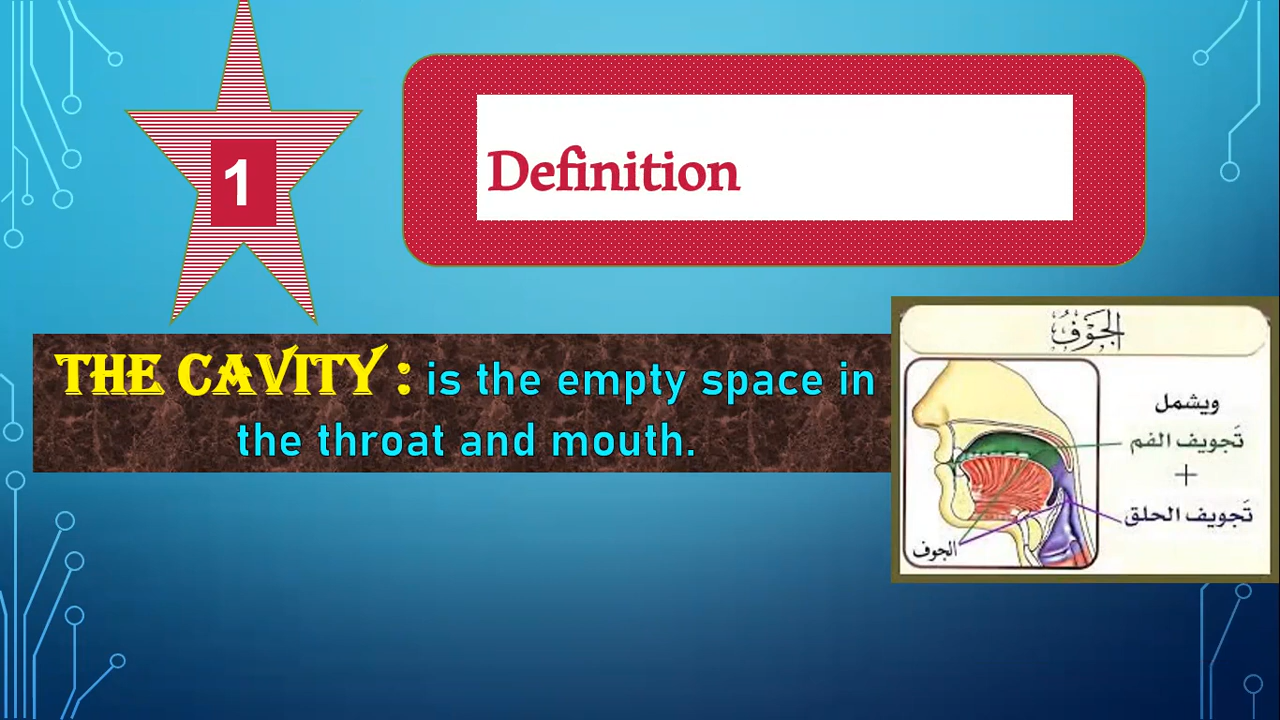 1
Definition
THE CAVITY : is the empty space in
the throat and mouth.
الجَوْفُ
ويشمل
تَجويف الفم
+
تَجويف الحلق
الجوف